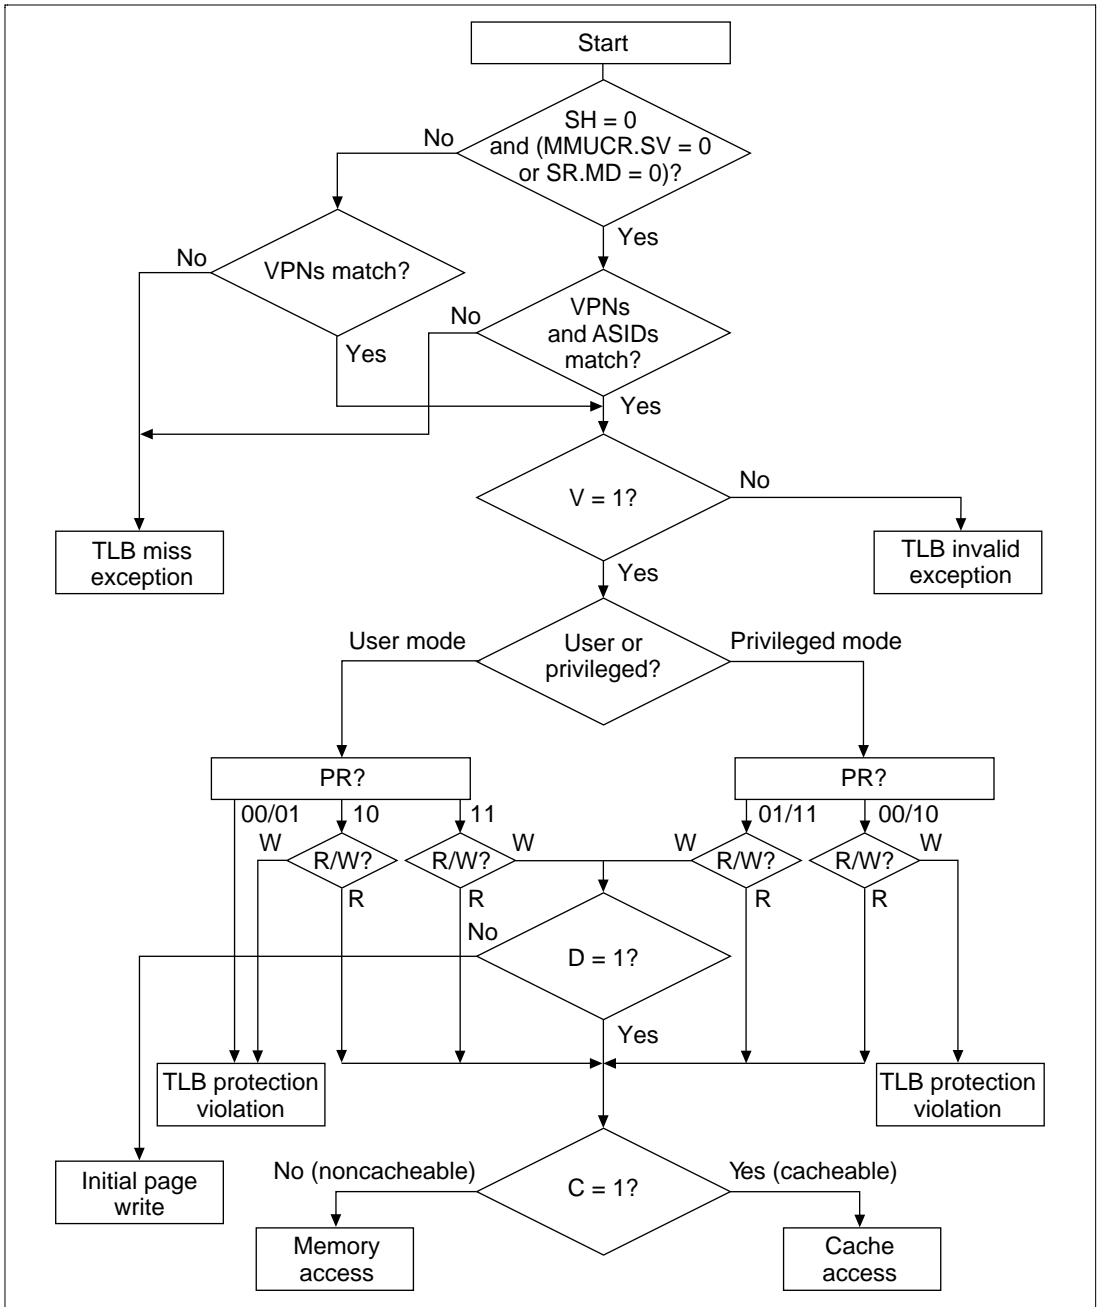 Start
SH = 0
and (MMUCR.SV = 0
or SR.MD = 0)?
No
Yes
No
VPNs match?
Yes
No
VPNs
and ASIDs
match?
Yes
V = 1?
No
Yes
TLB miss
exception
TLB invalid
exception
User mode
User or
privileged?
Privileged mode
PR?
PR?
00/01
10
11
01/11
00/10
W
R/W?
R/W?
W
W
R/W?
R/W?
W
R
R
R
R
No
D = 1?
Yes
TLB protection
violation
TLB protection
violation
Initial page
write
No (noncacheable)
C = 1?
Yes (cacheable)
Memory
access
Cache
access